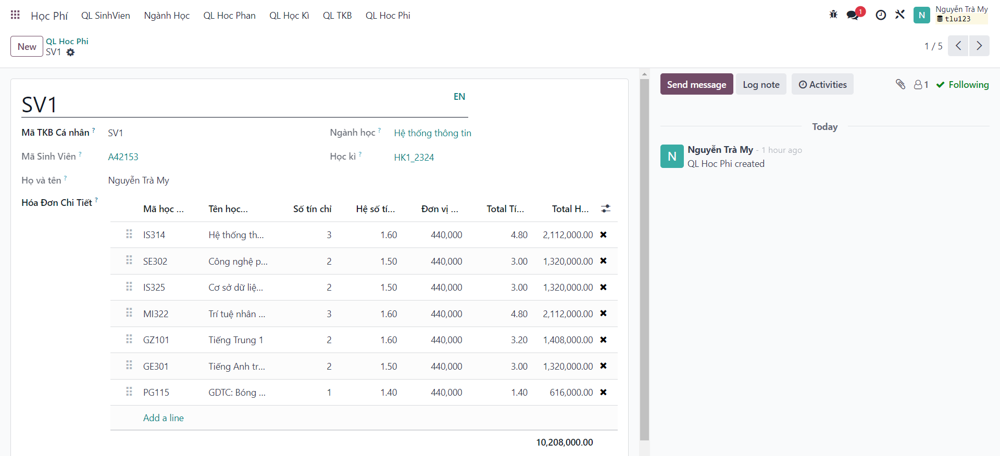 Học Phí QL SinhVien Ngành Học QL Hoc Phan QL Học Kì QL TKB QL Hoc Phi
1 N Nguyễn Trà My
tlu123
New QL Hoc Phi
SV1
1 / 5
SV1 EN
Mã TKB Cá nhân ? SV1 Ngành học ? Hệ thống thông tin
Mã Sinh Viên ? A42153 Học kì ? HK1_2324
Họ và tên ? Nguyễn Trà My
Hóa Đơn Chi Tiết ?
Mã học ... Tên học... Số tín chỉ Hệ số tí... Đơn vị ... Total Tí... Total H...
IS314 Hệ thống th... 3 1.60 440,000 4.80 2,112,000.00
SE302 Công nghệ p... 2 1.50 440,000 3.00 1,320,000.00
IS325 Cơ sở dữ liệ... 2 1.50 440,000 3.00 1,320,000.00
MI322 Trí tuệ nhân ... 3 1.60 440,000 4.80 2,112,000.00
GZ101 Tiếng Trung 1 2 1.60 440,000 3.20 1,408,000.00
GE301 Tiếng Anh tr... 2 1.50 440,000 3.00 1,320,000.00
PG115 GDTC: Bóng ... 1 1.40 440,000 1.40 616,000.00
Add a line
10,208,000.00
Send message Log note Activities 1 Following
Today
N Nguyễn Trà My - 1 hour ago
QL Hoc Phi created